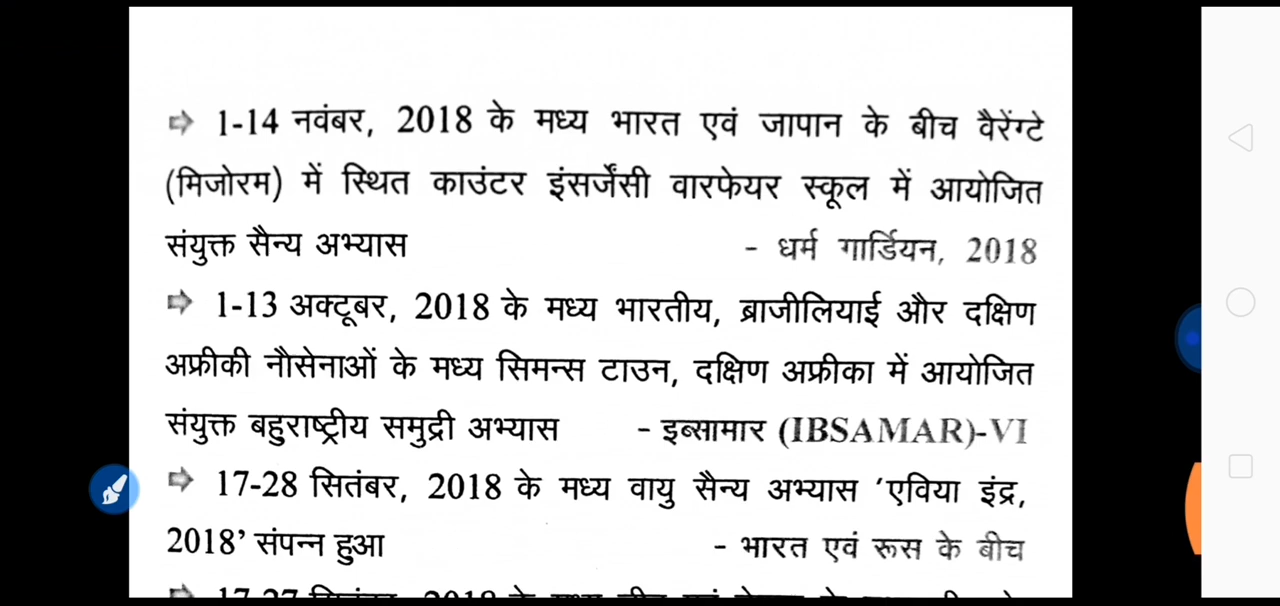 ⇨ 1-14 नवंबर, 2018 के मध्य भारत एवं जापान के बीच वैरेंग्टे
(मिजोरम) में स्थित काउंटर इंसर्जेंसी वारफेयर स्कूल में आयोजित
संयुक्त सैन्य अभ्यास - धर्म गार्डियन, 2018
⇨ 1-13 अक्टूबर, 2018 के मध्य भारतीय, ब्राजीलियाई और दक्षिण
अफ्रीकी नौसेनाओं के मध्य सिमन्स टाउन, दक्षिण अफ्रीका में आयोजित
संयुक्त बहुराष्ट्रीय समुद्री अभ्यास - इब्सामार (IBSAMAR)-VI
⇨ 17-28 सितंबर, 2018 के मध्य वायु सैन्य अभ्यास ‘एविया इंद्र,
2018’ संपन्न हुआ - भारत एवं रूस के बीच